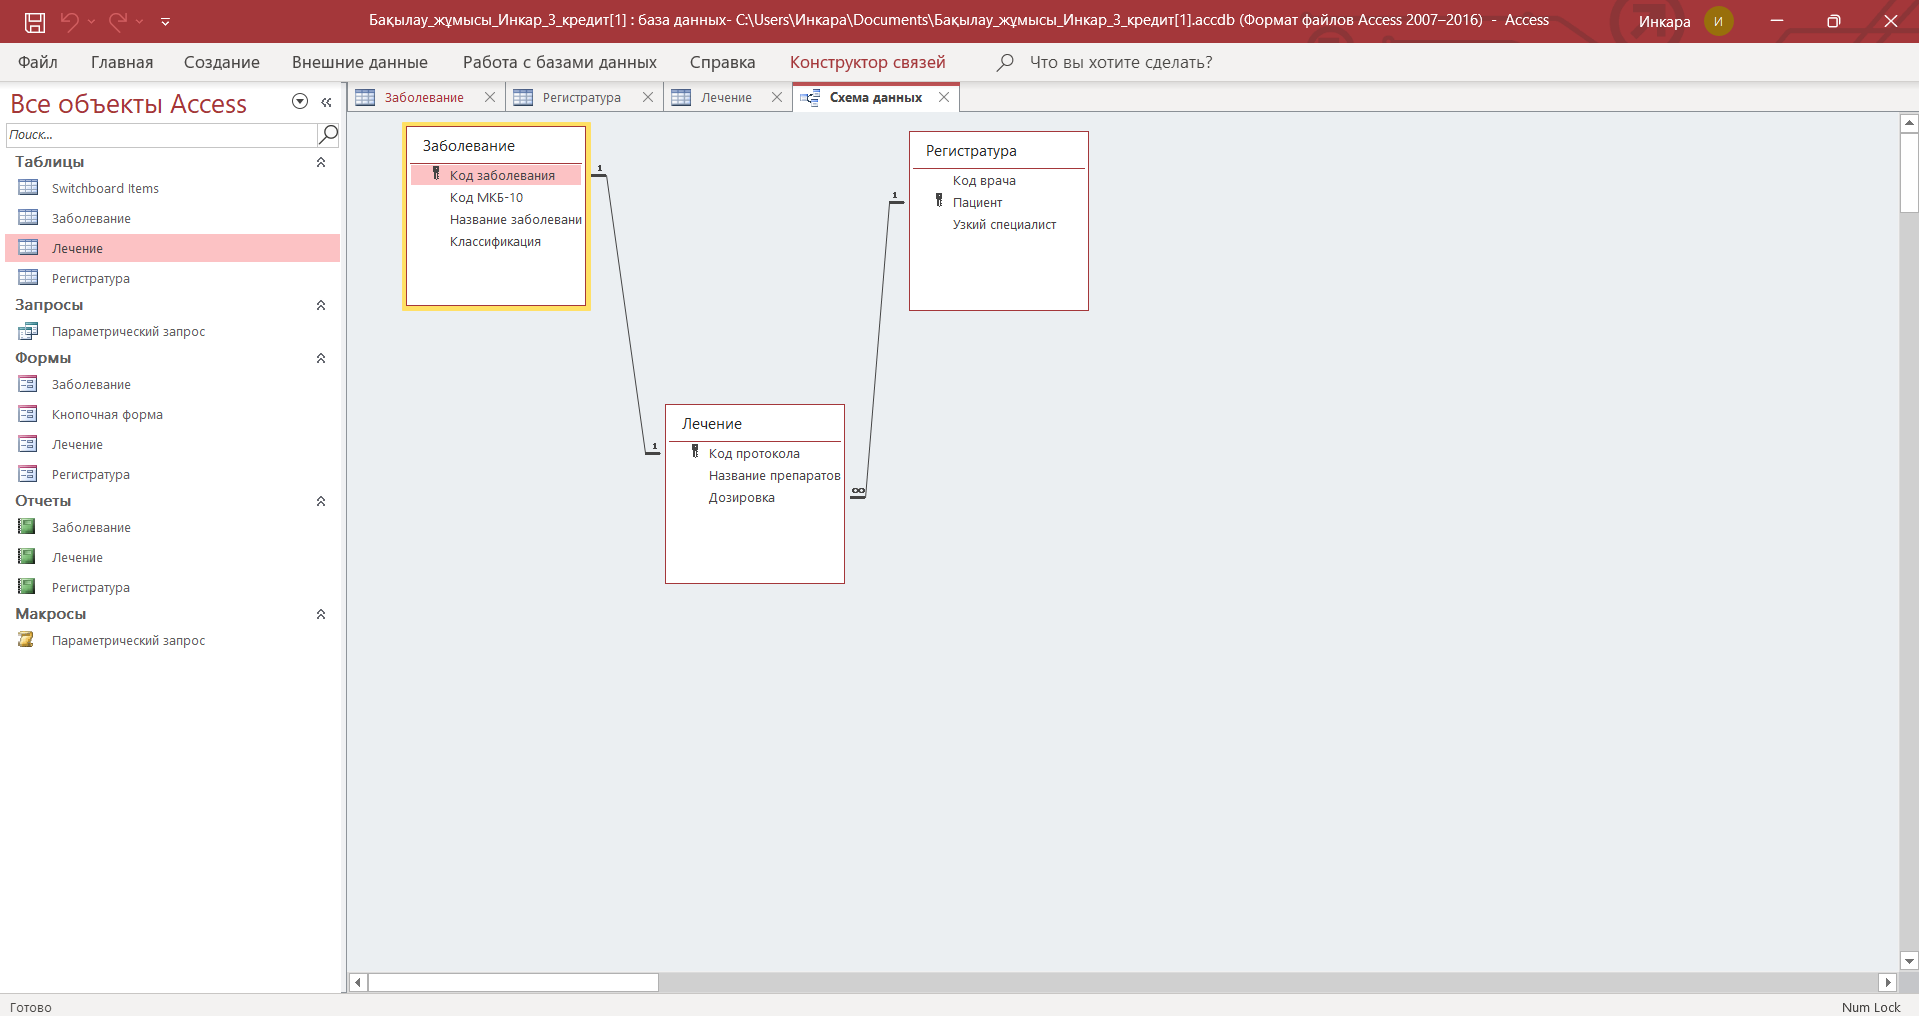 Бақылау_жұмысы_Инкар_3_кредит[1] : база данных- C:\Users\Инкара\Documents\Бақылау_жұмысы_Инкар_3_кредит[1].accdb (Формат файлов Access 2007–2016) - Access
Инкара
И
Файл Главная Создание Внешние данные Работа с базами данных Справка Конструктор связей Что вы хотите сделать?
Все объекты Access
Поиск...
Таблицы
Switchboard Items
Заболевание
Лечение
Регистратура
Запросы
Параметрический запрос
Формы
Заболевание
Кнопочная форма
Лечение
Регистратура
Отчеты
Заболевание
Лечение
Регистратура
Макросы
Параметрический запрос
Заболевание Регистратура Лечение Схема данных
Заболевание
Код заболевания
Код МКБ-10
Название заболевани
Классификация
1
1
Регистратура
Код врача
Пациент
Узкий специалист
1
∞
Лечение
Код протокола
Название препаратов
Дозировка
Готово
Num Lock